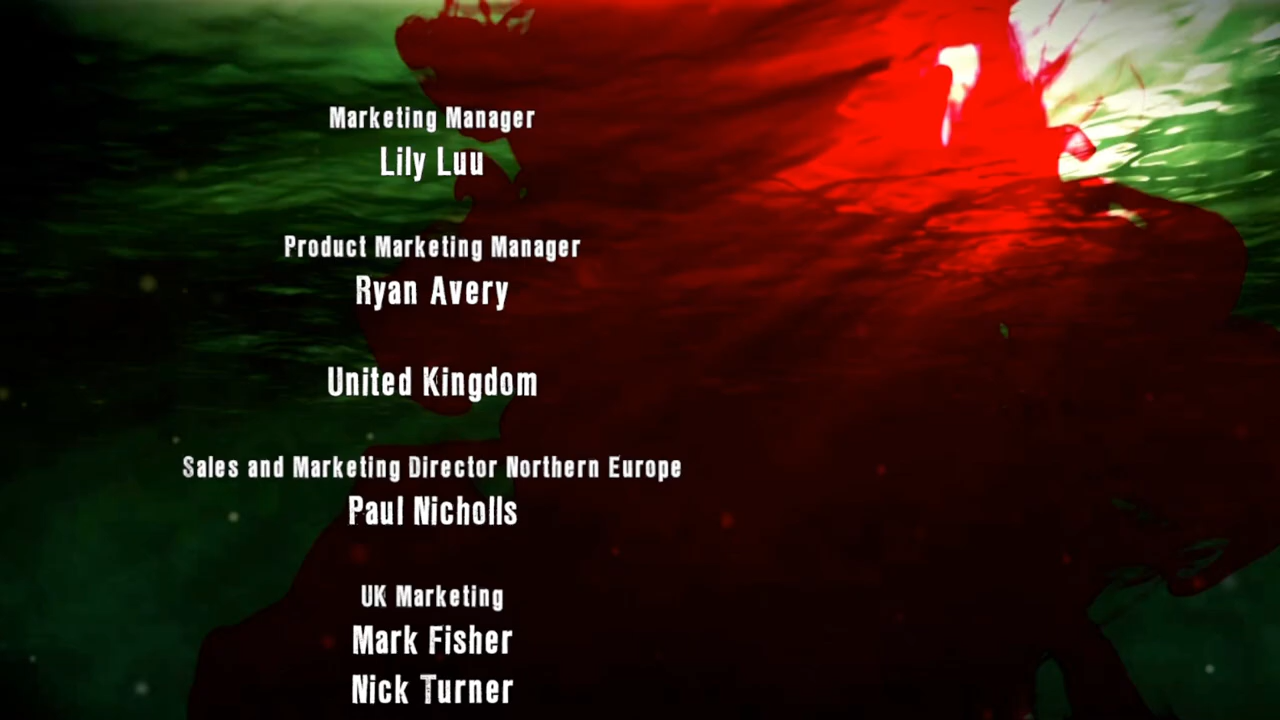 Marketing Manager
Lily Luu
Product Marketing Manager
Ryan Avery
United Kingdom
Sales and Marketing Director Northern Europe
Paul Nicholls
UK Marketing
Mark Fisher
Nick Turner